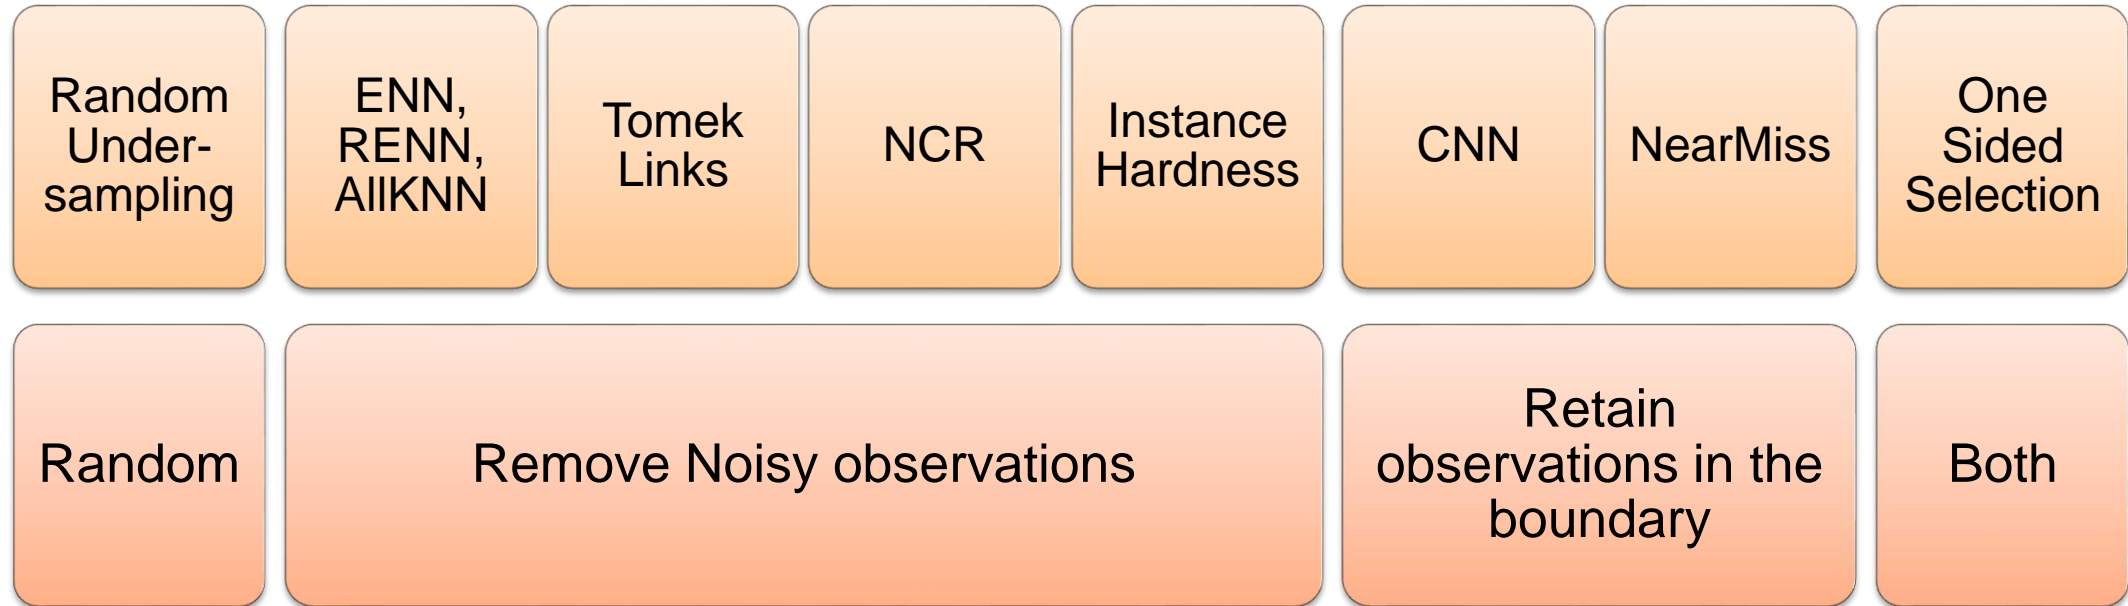 Random
Under-
sampling
ENN,
RENN,
AllKNN
Tomek
Links
NCR
Instance
Hardness
CNN
NearMiss
One
Sided
Selection
Random
Remove Noisy observations
Retain
observations in the
boundary
Both